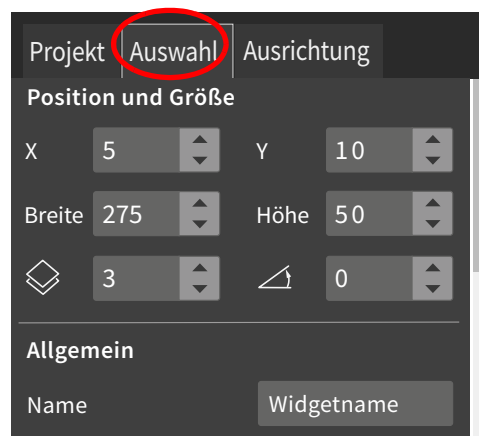 Projekt Auswahl Ausrichtung
Position und Größe
X 5 Y 10
Breite 275 Höhe 50
3 0
Allgemein
Name Widgetname